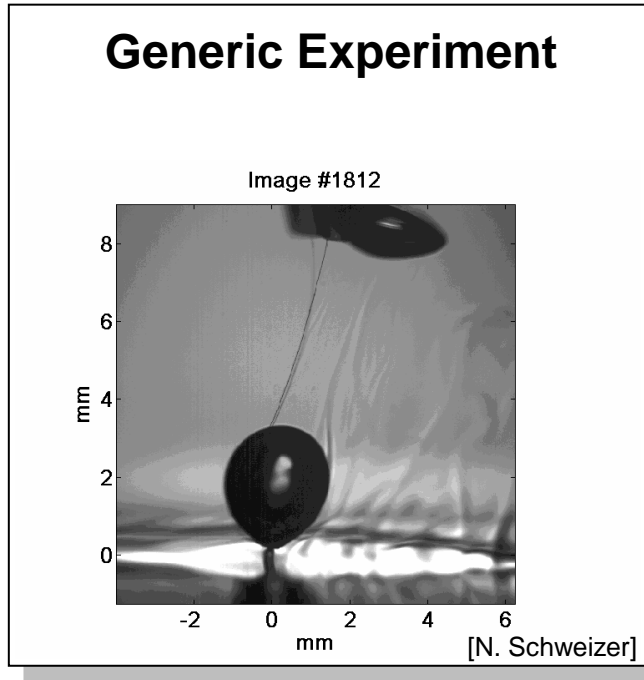 Generic Experiment
Image #1812
8
6
4
2
0
mm
-2 0 2 4 6
mm
[N. Schweizer]